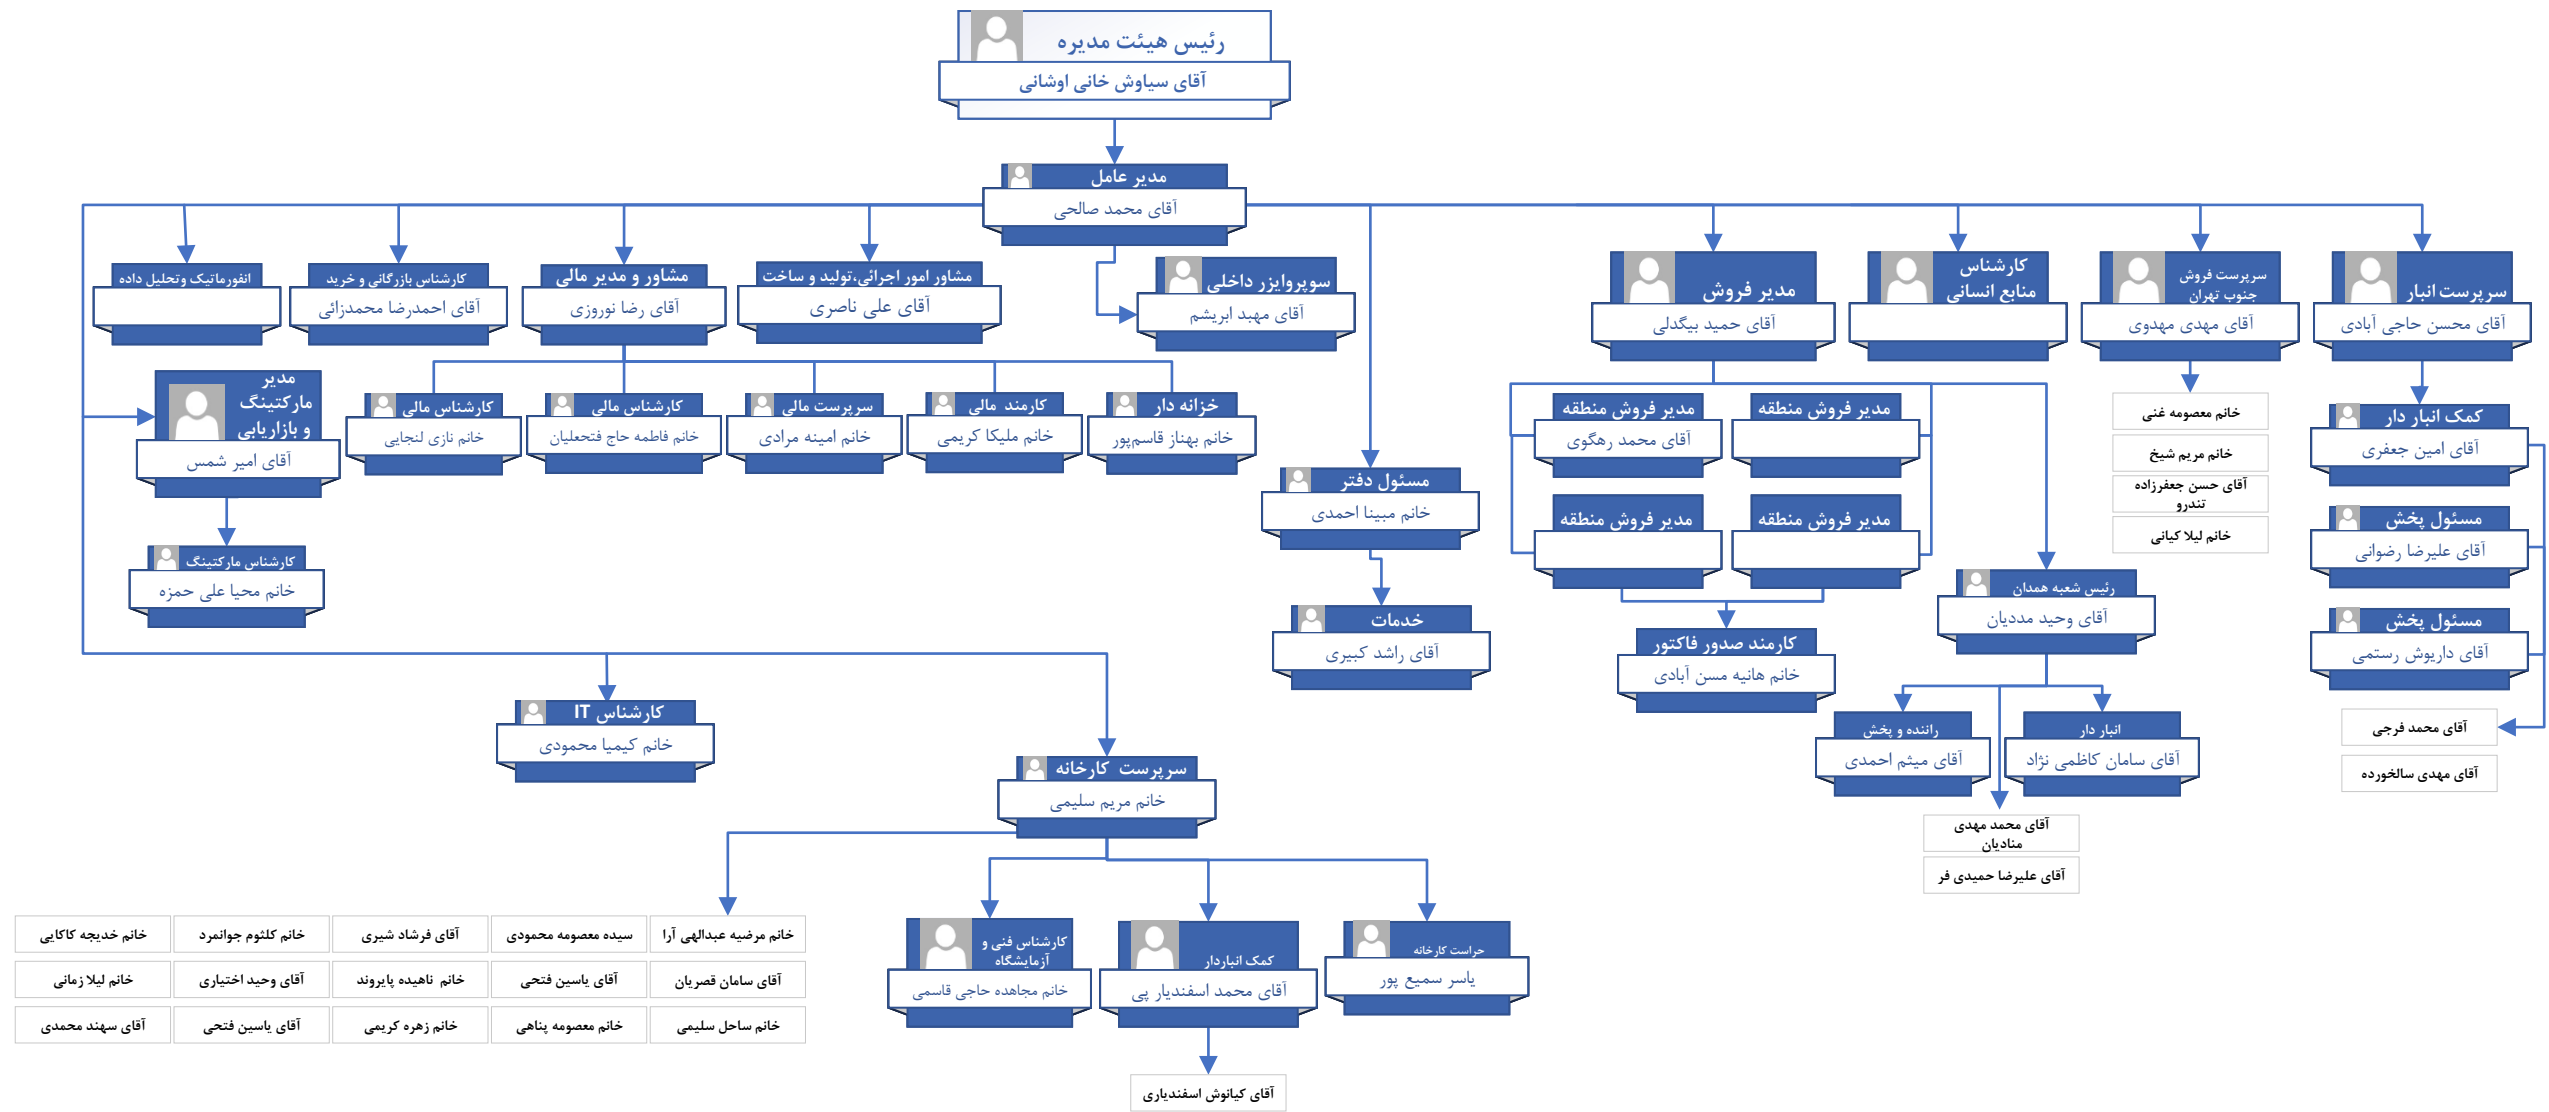 رئیس هیئت مدیره
آقای سیاوش خانی اوشانی
مدیر عامل
آقای محمد صالحی
سرپرست انبار
آقای محسن حاجی آبادی
سرپرست فروش
جنوب تهران
آقای مهدی مهدوی
کارشناس
منابع انسانی
مدیر فروش
آقای حمید بیگدلی
سوپروایزر داخلی
آقای مهبد ابریشم
مشاور امور اجرائی،تولید و ساخت
آقای علی ناصری
مشاور و مدیر مالی
آقای رضا نوروزی
کارشناس بازرگانی و خرید
آقای احمدرضا محمدزائی
انفورماتیک وتحلیل داده
کمک انبار دار
آقای امین جعفری
مسئول پخش
آقای علیرضا رضوانی
مسئول پخش
آقای داریوش رستمی
آقای محمد فرجی
آقای مهدی سالخورده
خانم معصومه غنی
خانم مریم شیخ
آقای حسن جعفرزاده
تندرو
خانم لیلا کیانی
مدیر فروش منطقه
مدیر فروش منطقه
آقای محمد رهگوی
مدیر فروش منطقه
مدیر فروش منطقه
کارمند صدور فاکتور
خانم هانیه مسن آبادی
رئیس شعبه همدان
آقای وحید مددیان
انبار دار
آقای سامان کاظمی نژاد
راننده و پخش
آقای میثم احمدی
آقای محمد مهدی
منادیان
آقای علیرضا حمیدی فر
مسئول دفتر
خانم مبینا احمدی
خدمات
آقای راشد کبیری
خزانه دار
خانم بهناز قاسم‌پور
کارمند مالی
خانم ملیکا کریمی
سرپرست مالی
خانم امینه مرادی
کارشناس مالی
خانم فاطمه حاج فتحعلیان
کارشناس مالی
خانم نازی لنجایی
مدیر
مارکتینگ
و بازاریابی
آقای امیر شمس
کارشناس مارکتینگ
خانم محیا علی حمزه
کارشناس IT
خانم کیمیا محمودی
سرپرست کارخانه
خانم مریم سلیمی
حراست کارخانه
یاسر سمیع پور
کمک انباردار
آقای محمد اسفندیار پی
آقای کیانوش اسفندیاری
کارشناس فنی و
آزمایشگاه
خانم مجاهده حاجی قاسمی
خانم مرضیه عبدالهی آرا
سیده معصومه محمودی
آقای فرشاد شیری
خانم کلثوم جوانمرد
خانم خدیجه کاکایی
آقای سامان قصریان
آقای یاسین فتحی
خانم ناهیده پایروند
آقای وحید اختیاری
خانم لیلا زمانی
خانم ساحل سلیمی
خانم معصومه پناهی
خانم زهره کریمی
آقای یاسین فتحی
آقای سهند محمدی